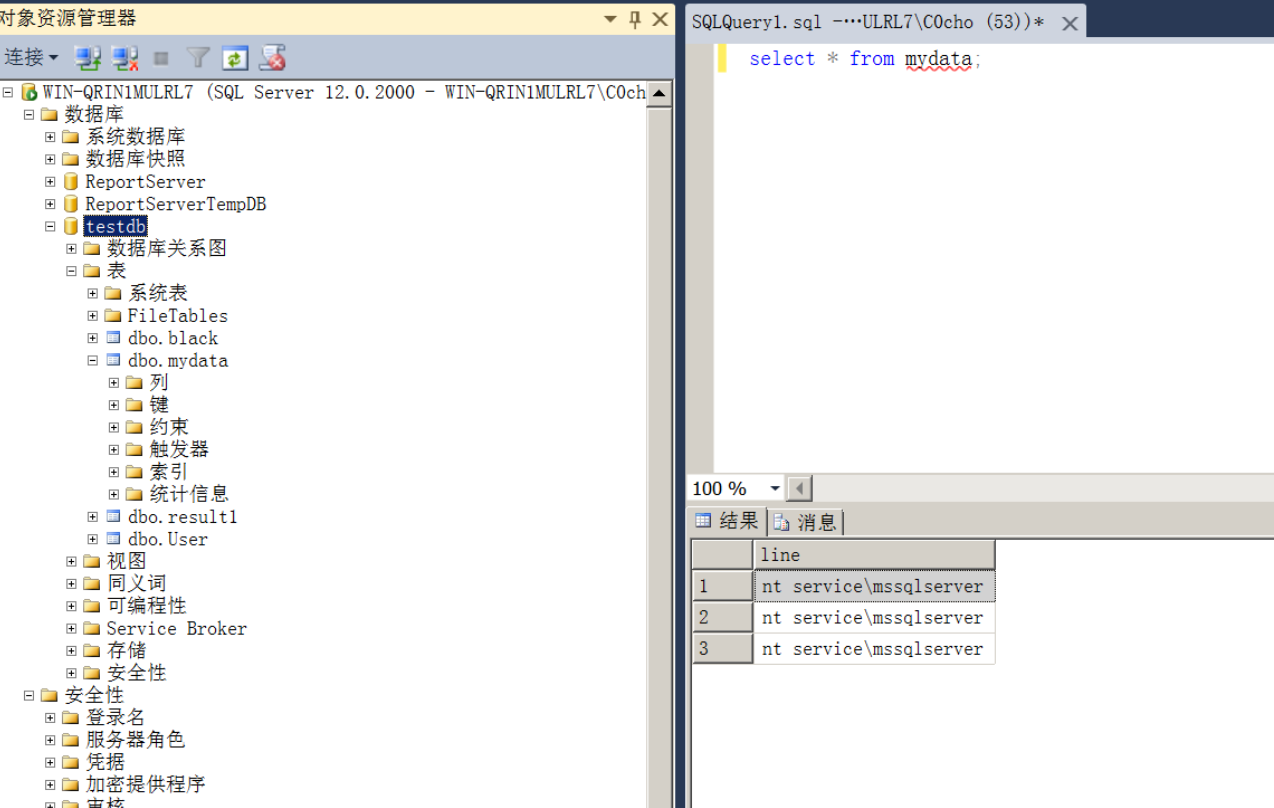 对象资源管理器
连接
WIN-QRIN1MULRL7 (SQL Server 12.0.2000 - WIN-QRIN1MULRL7\C0ch
数据库
系统数据库
数据库快照
ReportServer
ReportServerTempDB
testdb
数据库关系图
表
系统表
FileTables
dbo.black
dbo.mydata
列
键
约束
触发器
索引
统计信息
dbo.result1
dbo.User
视图
同义词
可编程性
Service Broker
存储
安全性
安全性
登录名
服务器角色
凭据
加密提供程序
审核
SQLQuery1.sql -...ULRL7\C0cho (53))*
select * from mydata;
100 %
结果 消息
line
1 nt service\mssqlserver
2 nt service\mssqlserver
3 nt service\mssqlserver